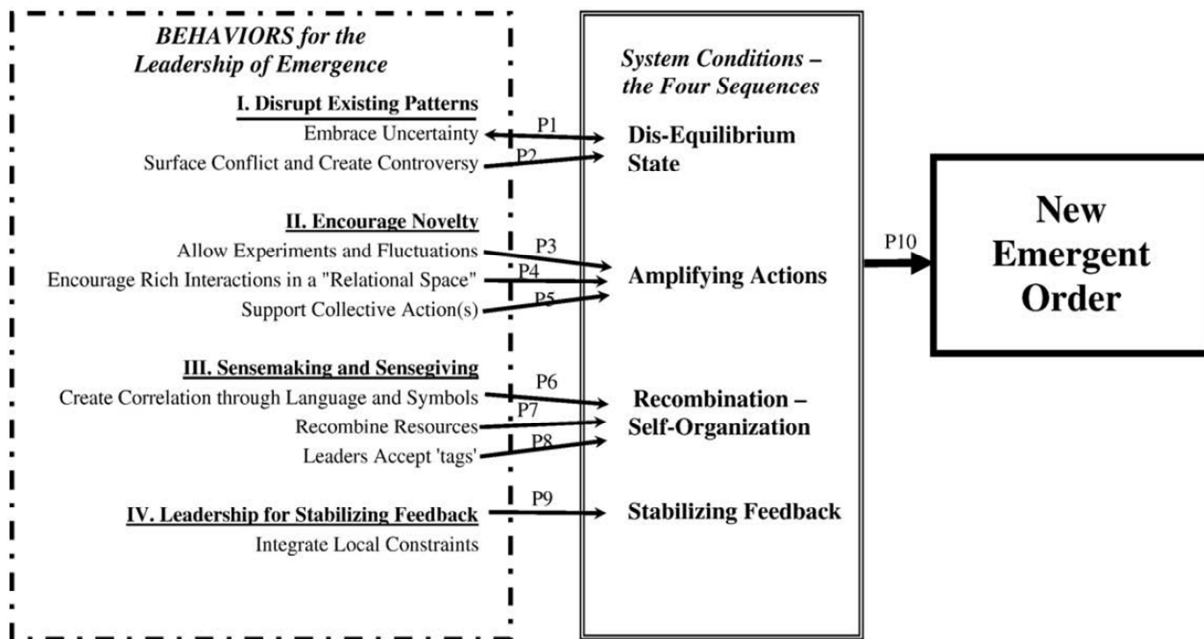 BEHAVIORS for the
Leadership of Emergence
I. Disrupt Existing Patterns
Embrace Uncertainty
Surface Conflict and Create Controversy
II. Encourage Novelty
Allow Experiments and Fluctuations
Encourage Rich Interactions in a "Relational Space"
Support Collective Action(s)
III. Sensemaking and Sensegiving
Create Correlation through Language and Symbols
Recombine Resources
Leaders Accept 'tags'
IV. Leadership for Stabilizing Feedback
Integrate Local Constraints
P1
P2
P3
P4
P5
P6
P7
P8
P9
System Conditions –
the Four Sequences
Dis-Equilibrium
State
Amplifying Actions
Recombination –
Self-Organization
Stabilizing Feedback
P10
New
Emergent
Order